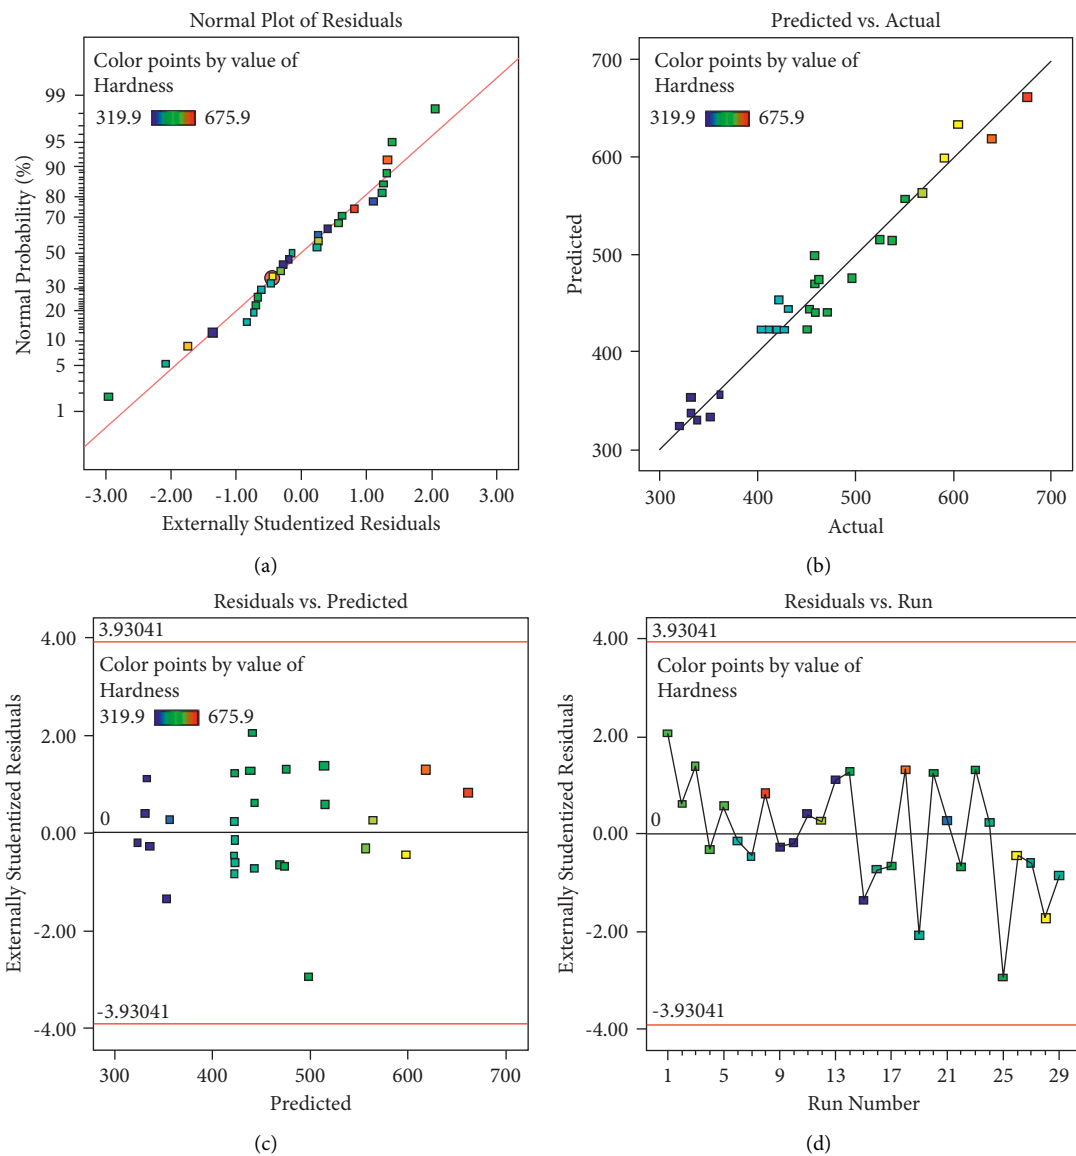 Normal Plot of Residuals
Color points by value of
Hardness
319.9 675.9
Normal Probability (%)
99
95
90
80
70
50
30
20
10
5
1
-3.00 -2.00 -1.00 0.00 1.00 2.00 3.00
Externally Studentized Residuals
(a)
Predicted vs. Actual
Color points by value of
Hardness
319.9 675.9
Predicted
700
600
500
400
300
300 400 500 600 700
Actual
(b)
Residuals vs. Predicted
3.93041
Color points by value of
Hardness
319.9 675.9
Externally Studentized Residuals
4.00
2.00
0.00
-2.00
-4.00
0
-3.93041
300 400 500 600 700
Predicted
(c)
Residuals vs. Run
3.93041
Color points by value of
Hardness
Externally Studentized Residuals
4.00
2.00
0.00
-2.00
-4.00
0
-3.93041
1 5 9 13 17 21 25 29
Run Number
(d)